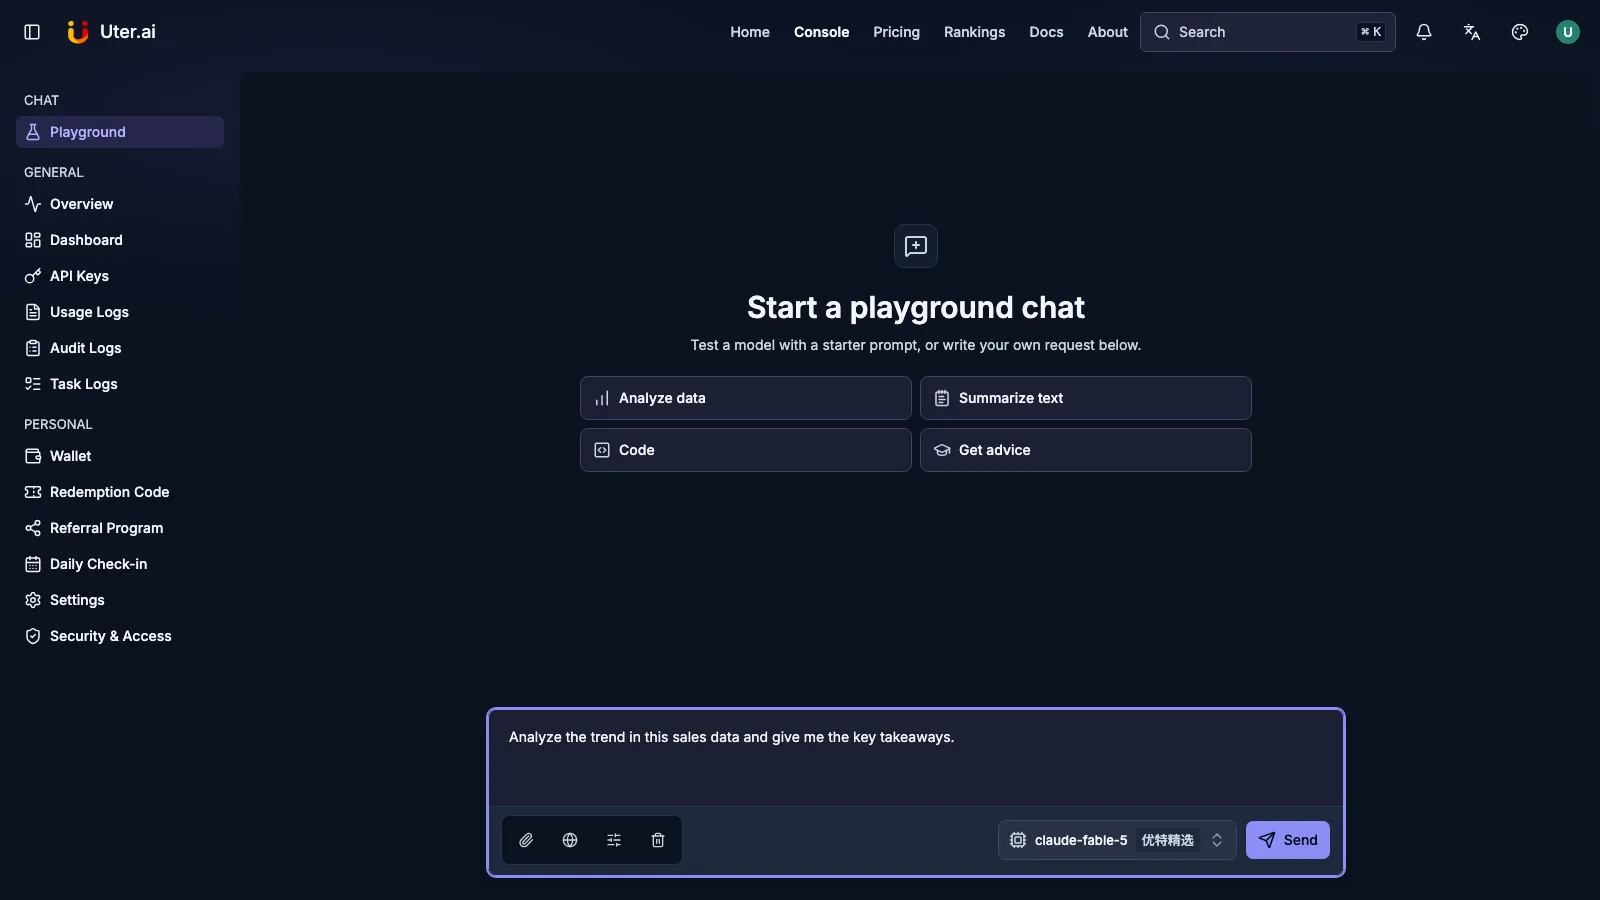 Uter.ai
Home
Console
Pricing
Rankings
Docs
About
Search
⌘ K
U
CHAT
Playground
GENERAL
Overview
Dashboard
API Keys
Usage Logs
Audit Logs
Task Logs
PERSONAL
Wallet
Redemption Code
Referral Program
Daily Check-in
Settings
Security & Access
Start a playground chat
Test a model with a starter prompt, or write your own request below.
Analyze data
Summarize text
Code
Get advice
Analyze the trend in this sales data and give me the key takeaways.
claude-fable-5 优特精选
Send